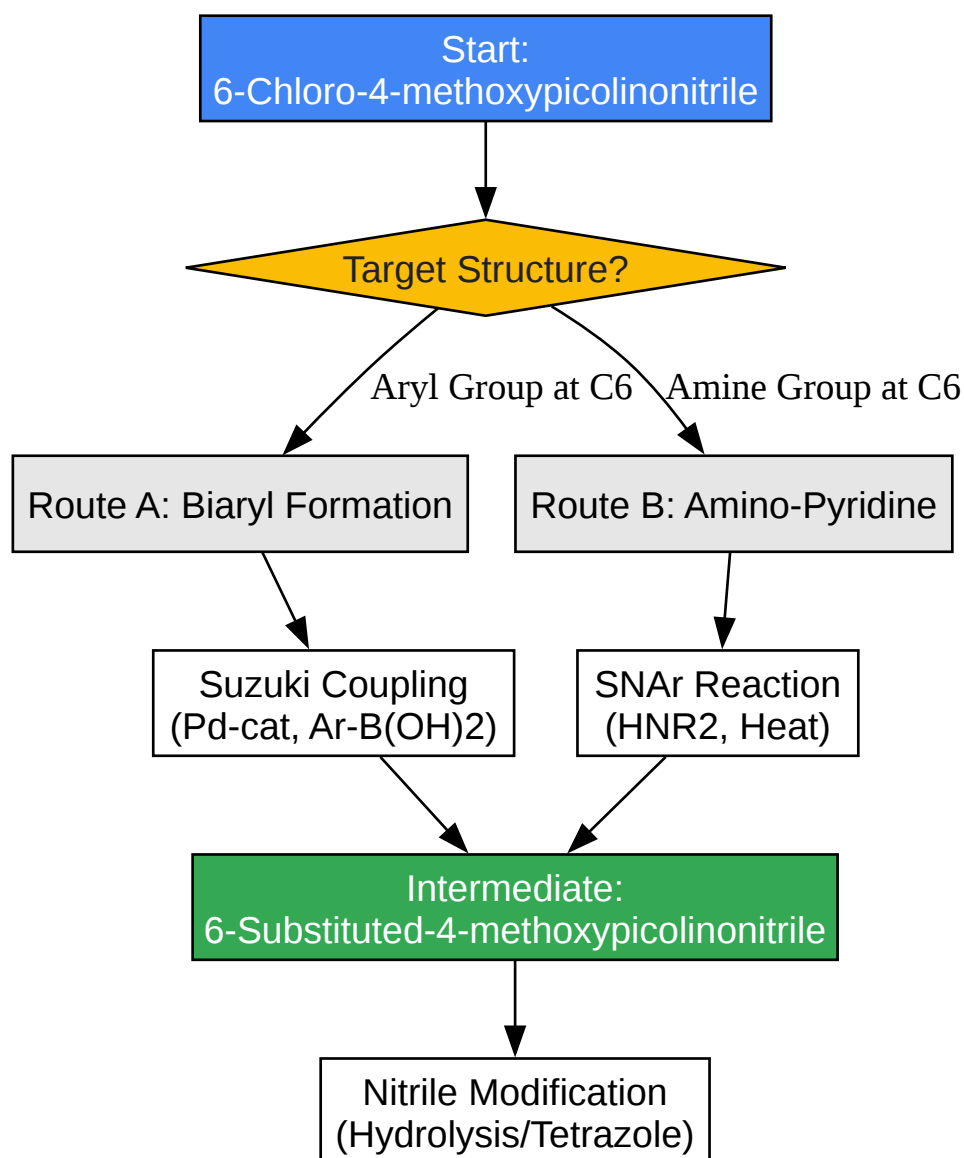 Start:
6-Chloro-4-methoxypicolinonitrile
Target Structure?
Aryl Group at C6
Amine Group at C6
Route A: Biaryl Formation
Route B: Amino-Pyridine
Suzuki Coupling
(Pd-cat, Ar-B(OH)2)
SNAr Reaction
(HNR2, Heat)
Intermediate:
6-Substituted-4-methoxypicolinonitrile
Nitrile Modification
(Hydrolysis/Tetrazole)